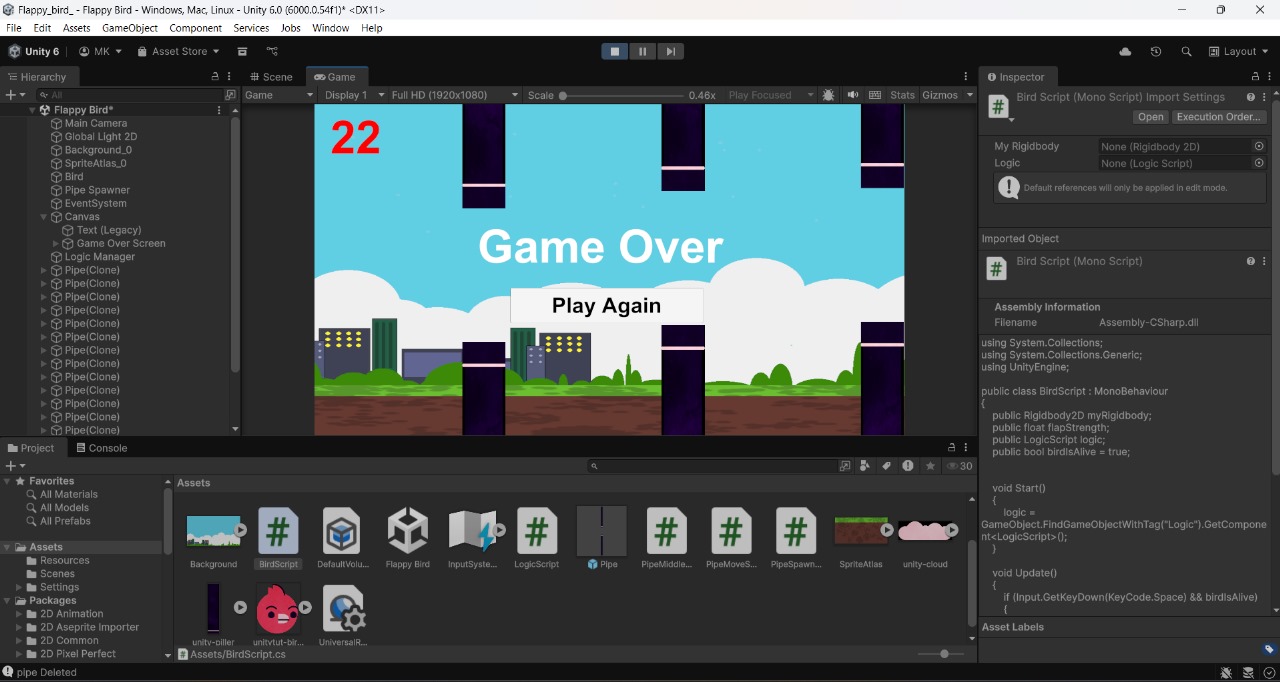 Flappy_bird_ - Flappy Bird - Windows, Mac, Linux - Unity 6.0 (6000.0.54f1)* <DX11>
File Edit Assets GameObject Component Services Jobs Window Help
Unity 6 MK Asset Store Layout
Hierarchy
All
Flappy Bird*
Main Camera
Global Light 2D
Background_0
SpriteAtlas_0
Bird
Pipe Spawner
EventSystem
Canvas
Text (Legacy)
Game Over Screen
Logic Manager
Pipe(Clone)
Pipe(Clone)
Pipe(Clone)
Pipe(Clone)
Pipe(Clone)
Pipe(Clone)
Pipe(Clone)
Pipe(Clone)
Pipe(Clone)
Pipe(Clone)
Pipe(Clone)
Pipe(Clone)
Pipe(Clone)
Scene Game
Game Display 1 Full HD (1920x1080) Scale 0.46x Play Focused Stats Gizmos
22
Game Over
Play Again
Inspector
Bird Script (Mono Script) Import Settings
Open Execution Order...
My Rigidbody None (Rigidbody 2D)
Logic None (Logic Script)
Default references will only be applied in edit mode.
Imported Object
Bird Script (Mono Script)
Assembly Information
Filename Assembly-CSharp.dll
using System.Collections;
using System.Collections.Generic;
using UnityEngine;
public class BirdScript : MonoBehaviour
{
public Rigidbody2D myRigidbody;
public float flapStrength;
public LogicScript logic;
public bool birdIsAlive = true;
void Start()
{
logic =
GameObject.FindGameObjectWithTag("Logic").GetCompone
nt<LogicScript>();
}
void Update()
{
if (Input.GetKeyDown(KeyCode.Space) && birdIsAlive)
{
Asset Labels
Project Console
30
Favorites
All Materials
All Models
All Prefabs
Assets
Resources
Scenes
Settings
Packages
2D Animation
2D Aseprite Importer
2D Common
2D Pixel Perfect
Assets
Background BirdScript DefaultVolu... Flappy Bird InputSyste... LogicScript Pipe PipeMiddle... PipeMoveS... PipeSpawn... SpriteAtlas unity-cloud
unity-piller unitytut-bir... UniversalR...
Assets/BirdScript.cs
pipe Deleted